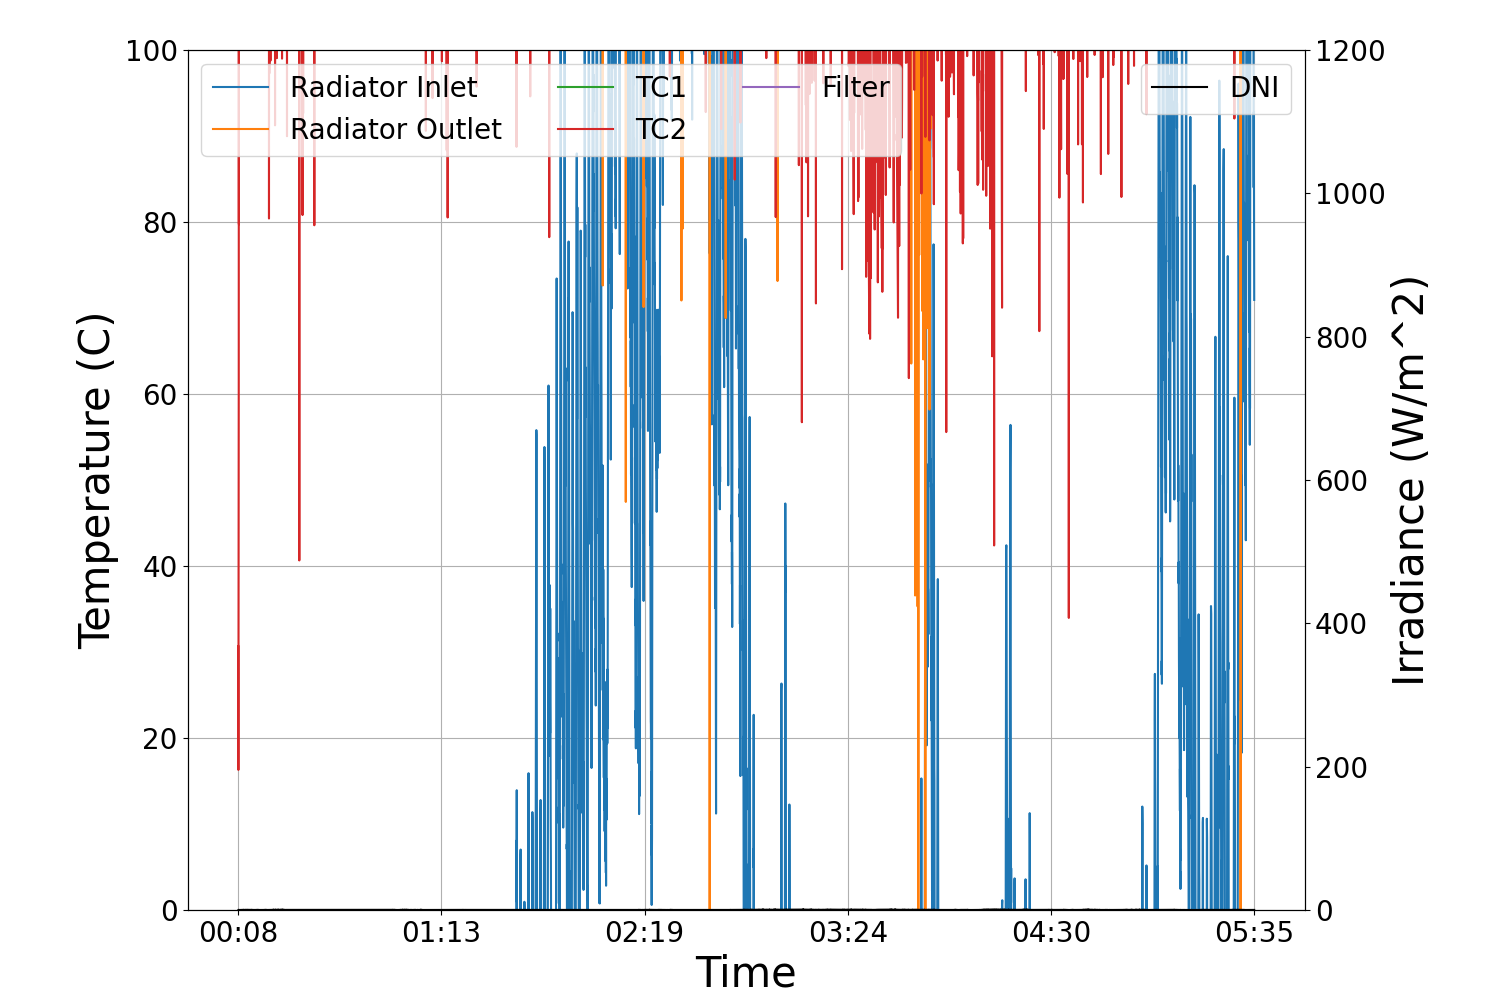 Radiator Inlet
Radiator Outlet
TC1
TC2
Filter
DNI
100
80
60
40
20
0
Temperature (C)
1200
1000
800
600
400
200
0
Irradiance (W/m^2)
00:08 01:13 02:19 03:24 04:30 05:35
Time